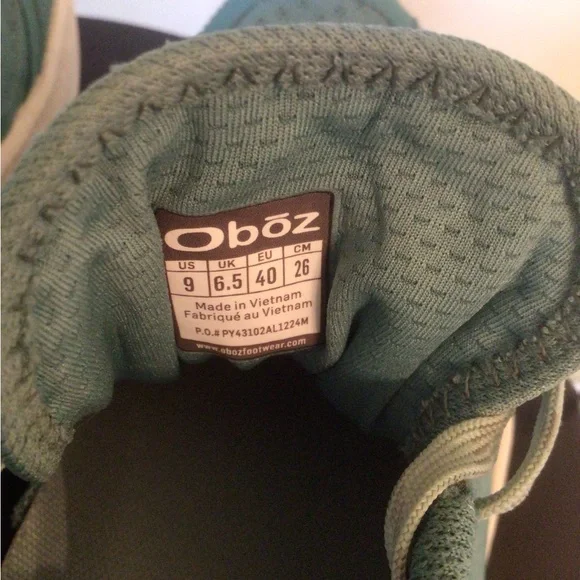 Obōz
US UK EU CM
9 6.5 40 26
Made in Vietnam
Fabriqué au Vietnam
P.O.# PY43102AL1224M
www.obozfootwear.com